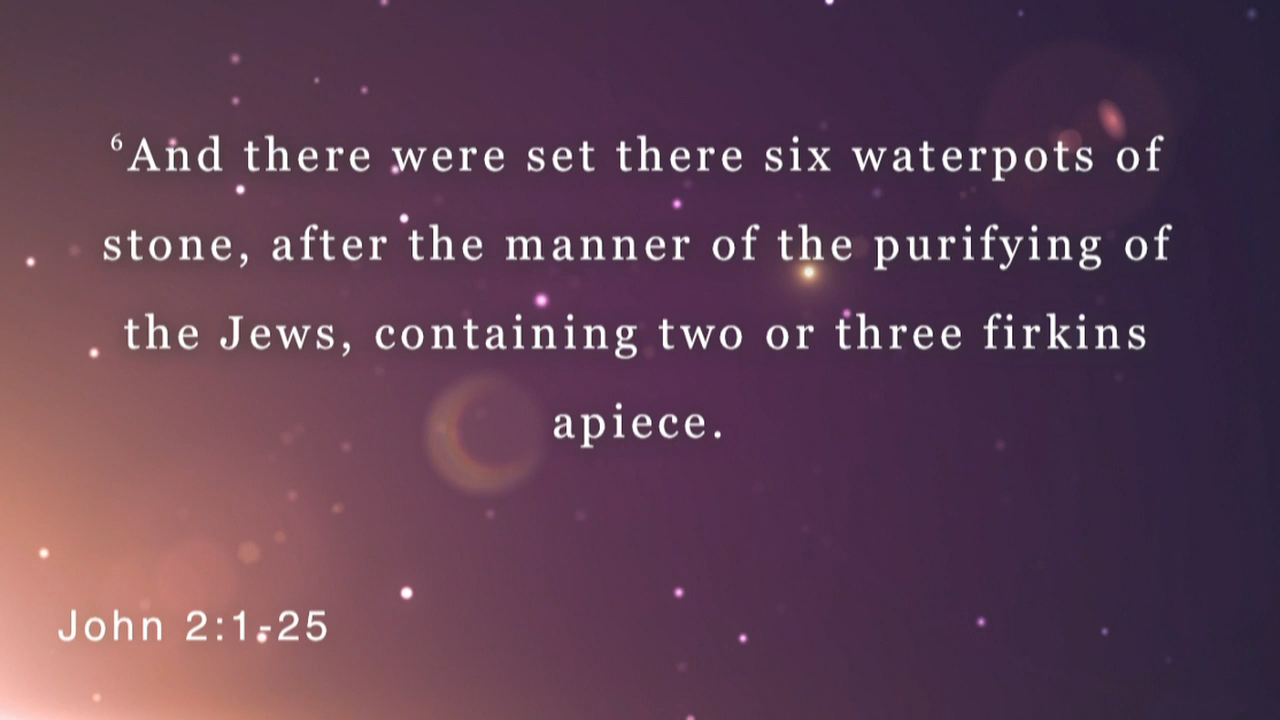 ⁶And there were set there six waterpots of
stone, after the manner of the purifying of
the Jews, containing two or three firkins
apiece.
John 2:1-25